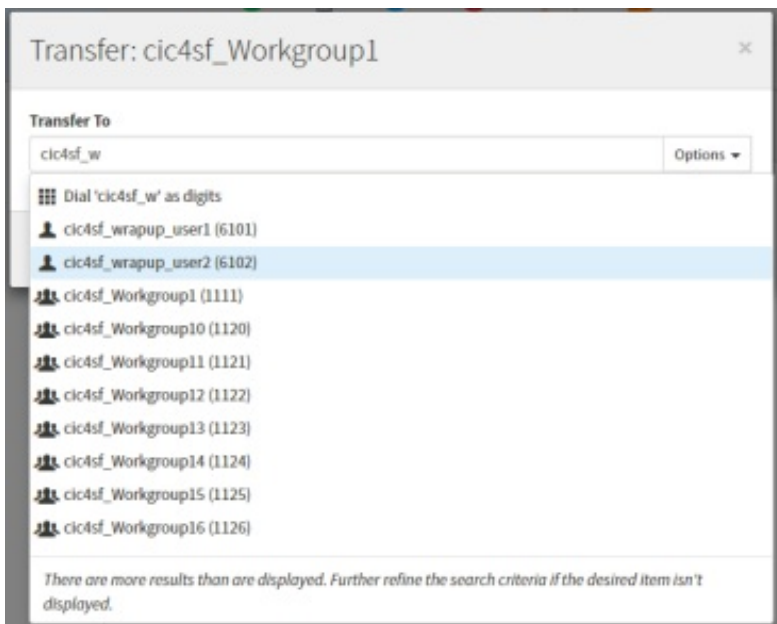 Transfer: cic4sf_Workgroup1
×
Transfer To
cic4sf_w
Options
Dial 'cic4sf_w' as digits
cic4sf_wrapup_user1 (6101)
cic4sf_wrapup_user2 (6102)
cic4sf_Workgroup1 (1111)
cic4sf_Workgroup10 (1120)
cic4sf_Workgroup11 (1121)
cic4sf_Workgroup12 (1122)
cic4sf_Workgroup13 (1123)
cic4sf_Workgroup14 (1124)
cic4sf_Workgroup15 (1125)
cic4sf_Workgroup16 (1126)
There are more results than are displayed. Further refine the search criteria if the desired item isn't
displayed.